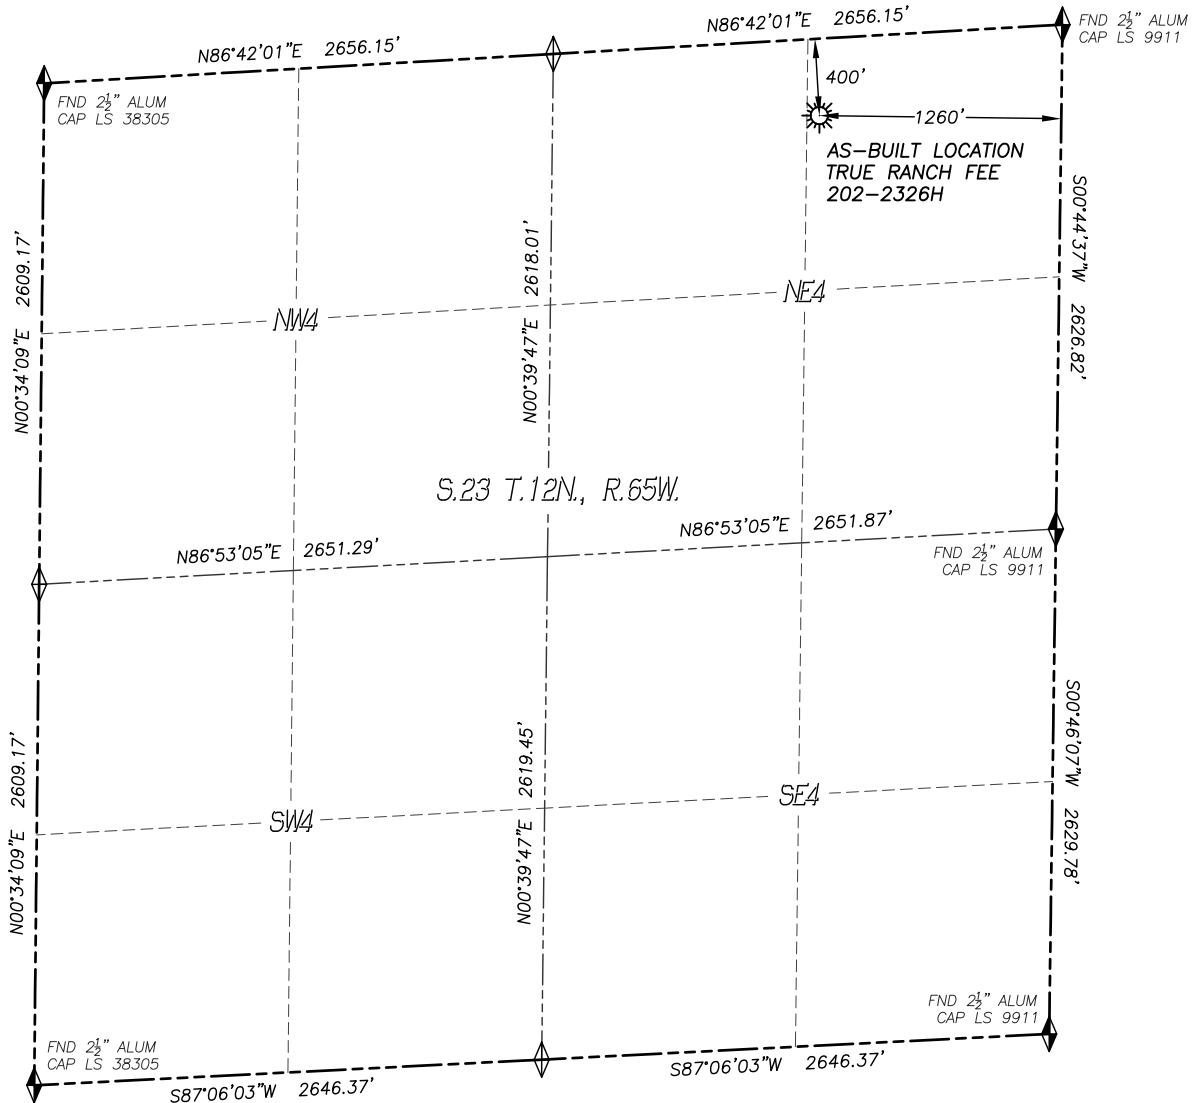 N86°42'01"E 2656.15'
N86°42'01"E 2656.15'
FND 2½" ALUM
CAP LS 9911
FND 2½" ALUM
CAP LS 38305
400'
1260'
AS-BUILT LOCATION
TRUE RANCH FEE
202-2326H
N00°34'09"E 2609.17'
N00°39'47"E 2618.01'
S00°44'37"W 2626.82'
NW4
NE4
S.23 T.12N., R.65W.
N86°53'05"E 2651.29'
N86°53'05"E 2651.87'
FND 2½" ALUM
CAP LS 9911
N00°34'09"E 2609.17'
N00°39'47"E 2619.45'
S00°46'07"W 2629.78'
SW4
SE4
FND 2½" ALUM
CAP LS 9911
FND 2½" ALUM
CAP LS 38305
S87°06'03"W 2646.37'
S87°06'03"W 2646.37'